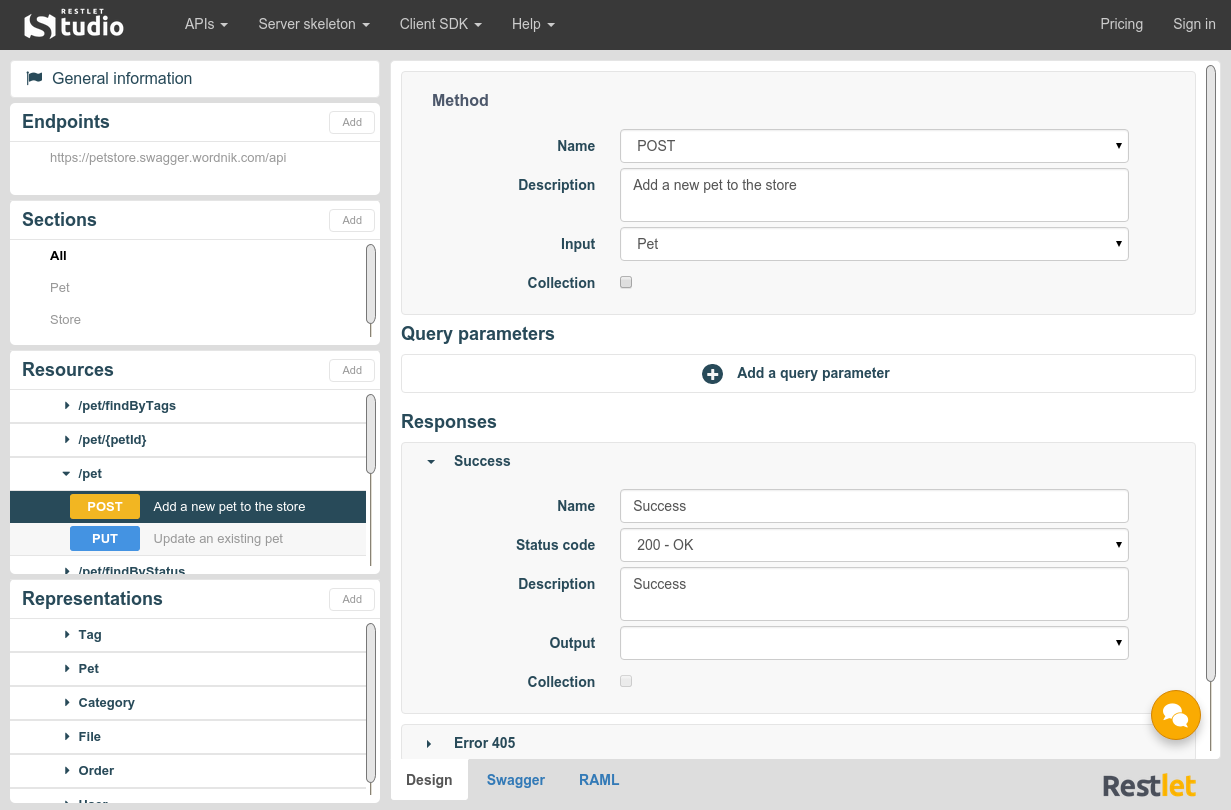 RESTLET
Studio
APIs
Server skeleton
Client SDK
Help
Pricing
Sign in
General information
Endpoints
Add
https://petstore.swagger.wordnik.com/api
Sections
Add
All
Pet
Store
Resources
Add
/pet/findByTags
/pet/{petId}
/pet
POST Add a new pet to the store
PUT Update an existing pet
/pet/findByStatus
Representations
Add
Tag
Pet
Category
File
Order
User
Method
Name POST
Description Add a new pet to the store
Input Pet
Collection
Query parameters
Add a query parameter
Responses
Success
Name Success
Status code 200 - OK
Description Success
Output
Collection
Error 405
Design
Swagger
RAML
Restlet